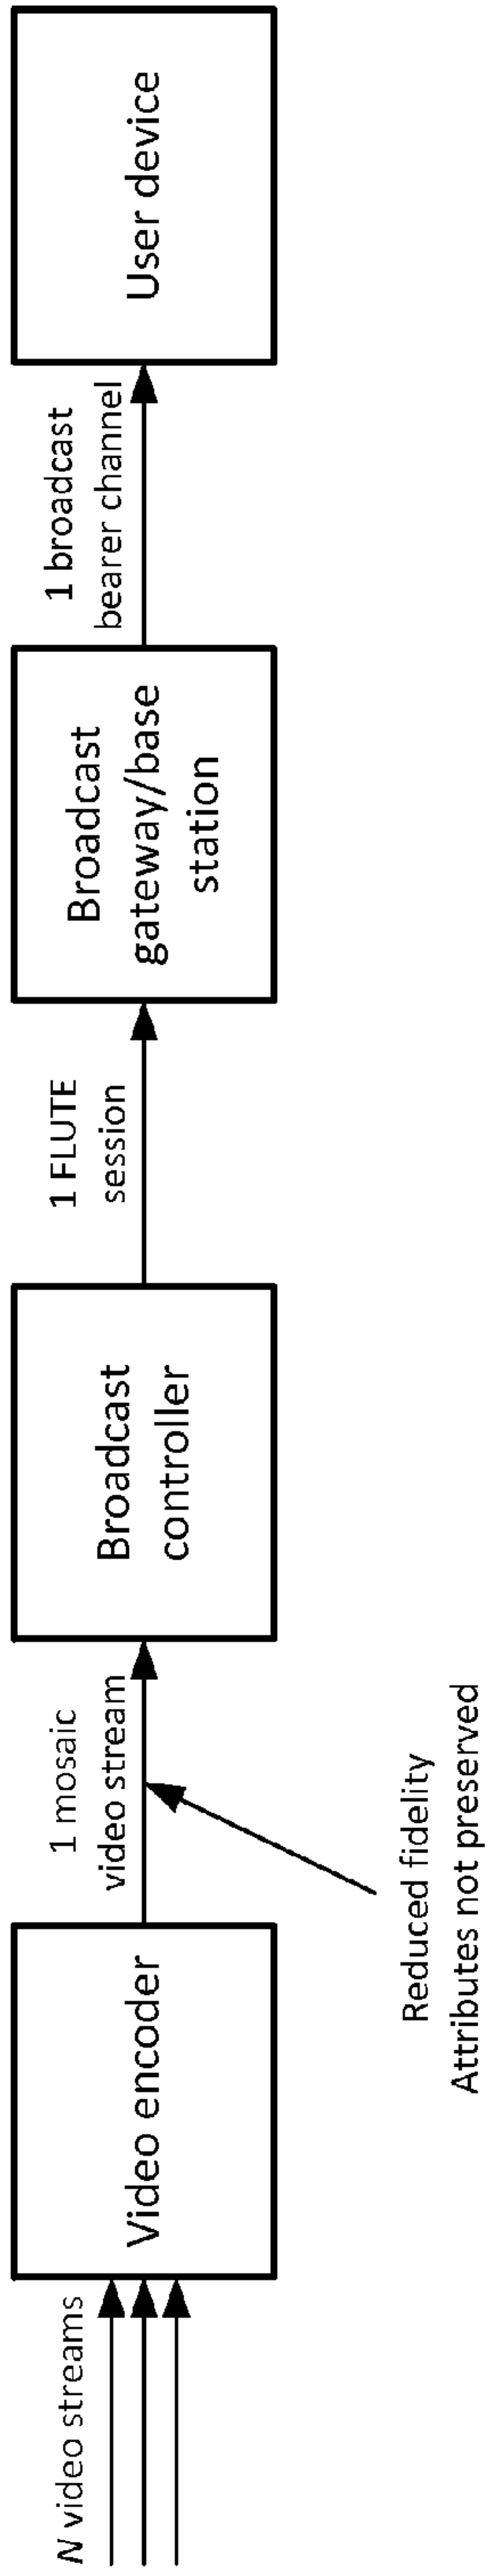 N video streams
Video encoder
1 mosaic
video stream
Reduced fidelity
Attributes not preserved
Broadcast
controller
1 FLUTE
session
Broadcast
gateway/base
station
1 broadcast
bearer channel
User device